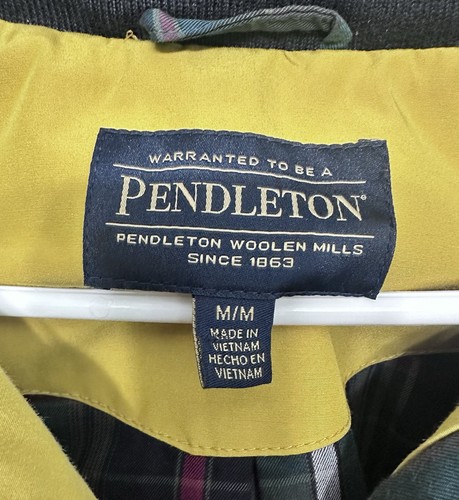 WARRANTED TO BE A
PENDLETON®
PENDLETON WOOLEN MILLS
SINCE 1863
M/M
MADE IN
VIETNAM
HECHO EN
VIETNAM